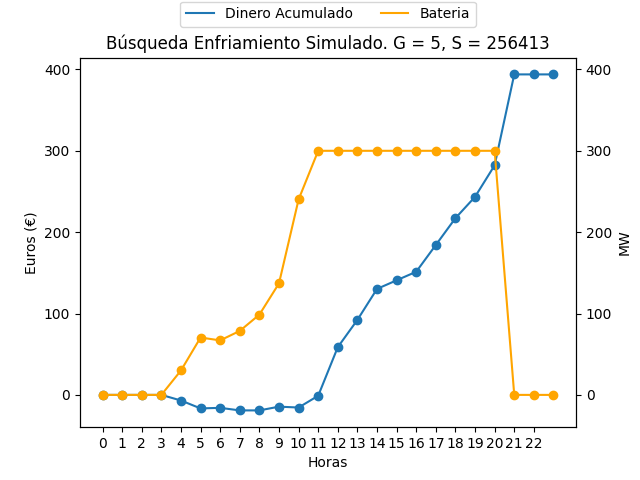 Dinero Acumulado Bateria
Búsqueda Enfriamiento Simulado. G = 5, S = 256413
400
300
200
100
0
Euros (€)
400
300
200
100
0
MW
0 1 2 3 4 5 6 7 8 9 10 11 12 13 14 15 16 17 18 19 20 21 22
Horas